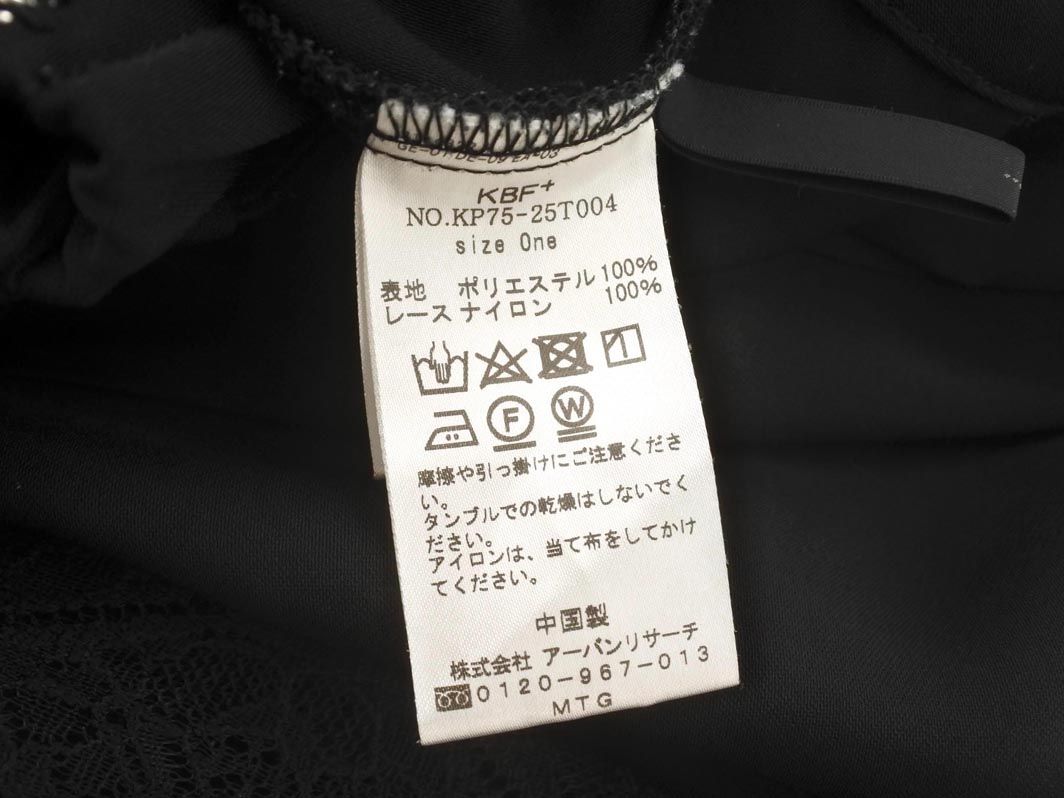 KBF+
NO.KP75-25T004
size One
表地 ポリエステル 100%
レース ナイロン 100%
F W
摩擦や引っ掛けにご注意くださ
い。
タンブルでの乾燥はしないでく
ださい。
アイロンは、当て布をしてかけ
てください。
中国製
株式会社 アーバンリサーチ
0120-967-013
MTG